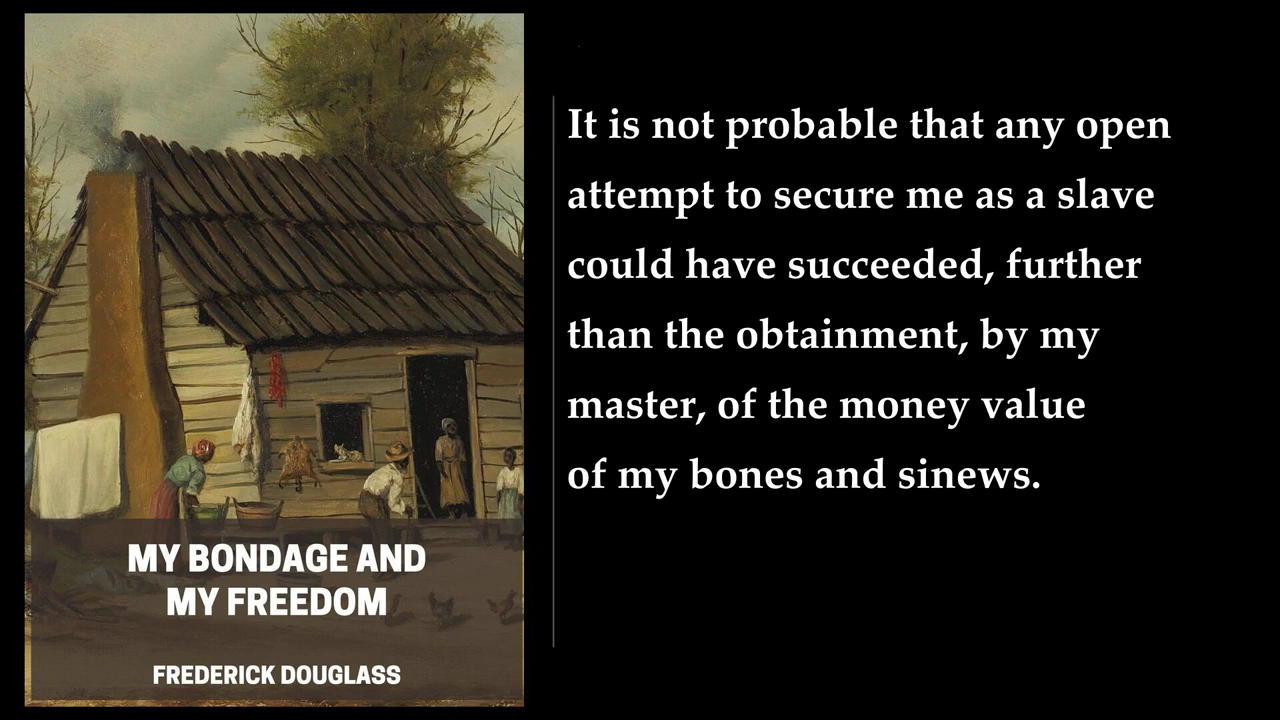 MY BONDAGE AND
MY FREEDOM
FREDERICK DOUGLASS
It is not probable that any open
attempt to secure me as a slave
could have succeeded, further
than the obtainment, by my
master, of the money value
of my bones and sinews.